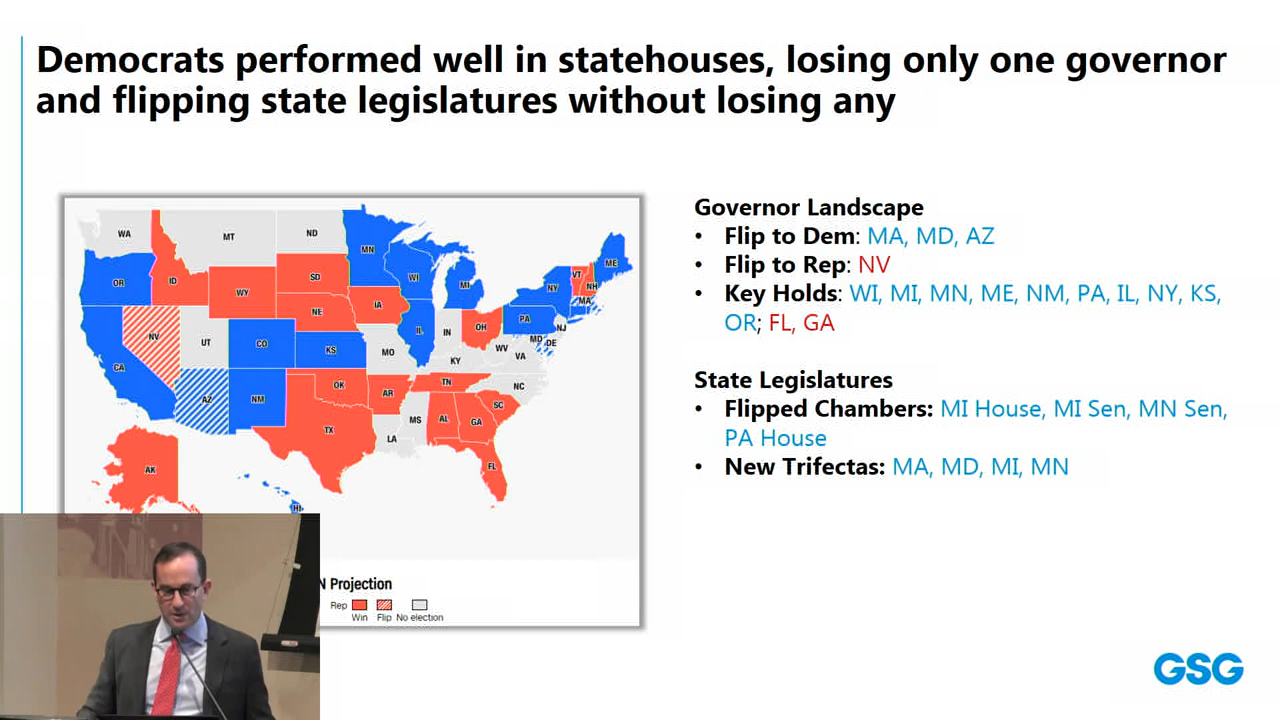 Democrats performed well in statehouses, losing only one governor
and flipping state legislatures without losing any
WA
MT
ND
MN
OR
ID
SD
WI
MI
ME
VT
NH
NY
MA
WY
IA
NE
PA
NJ
NV
UT
CO
IL
IN
OH
MD
DE
CA
KS
MO
WV
VA
KY
NC
AZ
NM
OK
AR
TN
SC
MS
AL
GA
TX
LA
AK
FL
HI
N Projection
Rep
Win Flip No election
Governor Landscape
• Flip to Dem: MA, MD, AZ
• Flip to Rep: NV
• Key Holds: WI, MI, MN, ME, NM, PA, IL, NY, KS,
OR; FL, GA
State Legislatures
• Flipped Chambers: MI House, MI Sen, MN Sen,
PA House
• New Trifectas: MA, MD, MI, MN
GSG